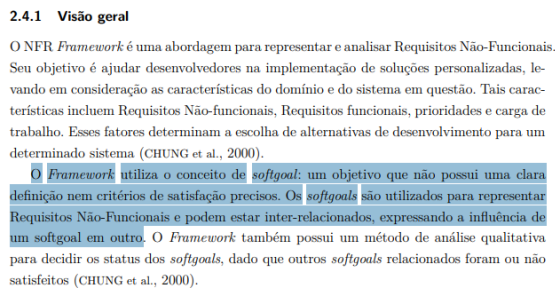 2.4.1 Visão geral
O NFR Framework é uma abordagem para representar e analisar Requisitos Não-Funcionais.
Seu objetivo é ajudar desenvolvedores na implementação de soluções personalizadas, le-
vando em consideração as características do domínio e do sistema em questão. Tais carac-
terísticas incluem Requisitos Não-funcionais, Requisitos funcionais, prioridades e carga de
trabalho. Esses fatores determinam a escolha de alternativas de desenvolvimento para um
determinado sistema (CHUNG et al., 2000).
O Framework utiliza o conceito de softgoal: um objetivo que não possui uma clara
definição nem critérios de satisfação precisos. Os softgoals são utilizados para representar
Requisitos Não-Funcionais e podem estar inter-relacionados, expressando a influência de
um softgoal em outro. O Framework também possui um método de análise qualitativa
para decidir os status dos softgoals, dado que outros softgoals relacionados foram ou não
satisfeitos (CHUNG et al., 2000).